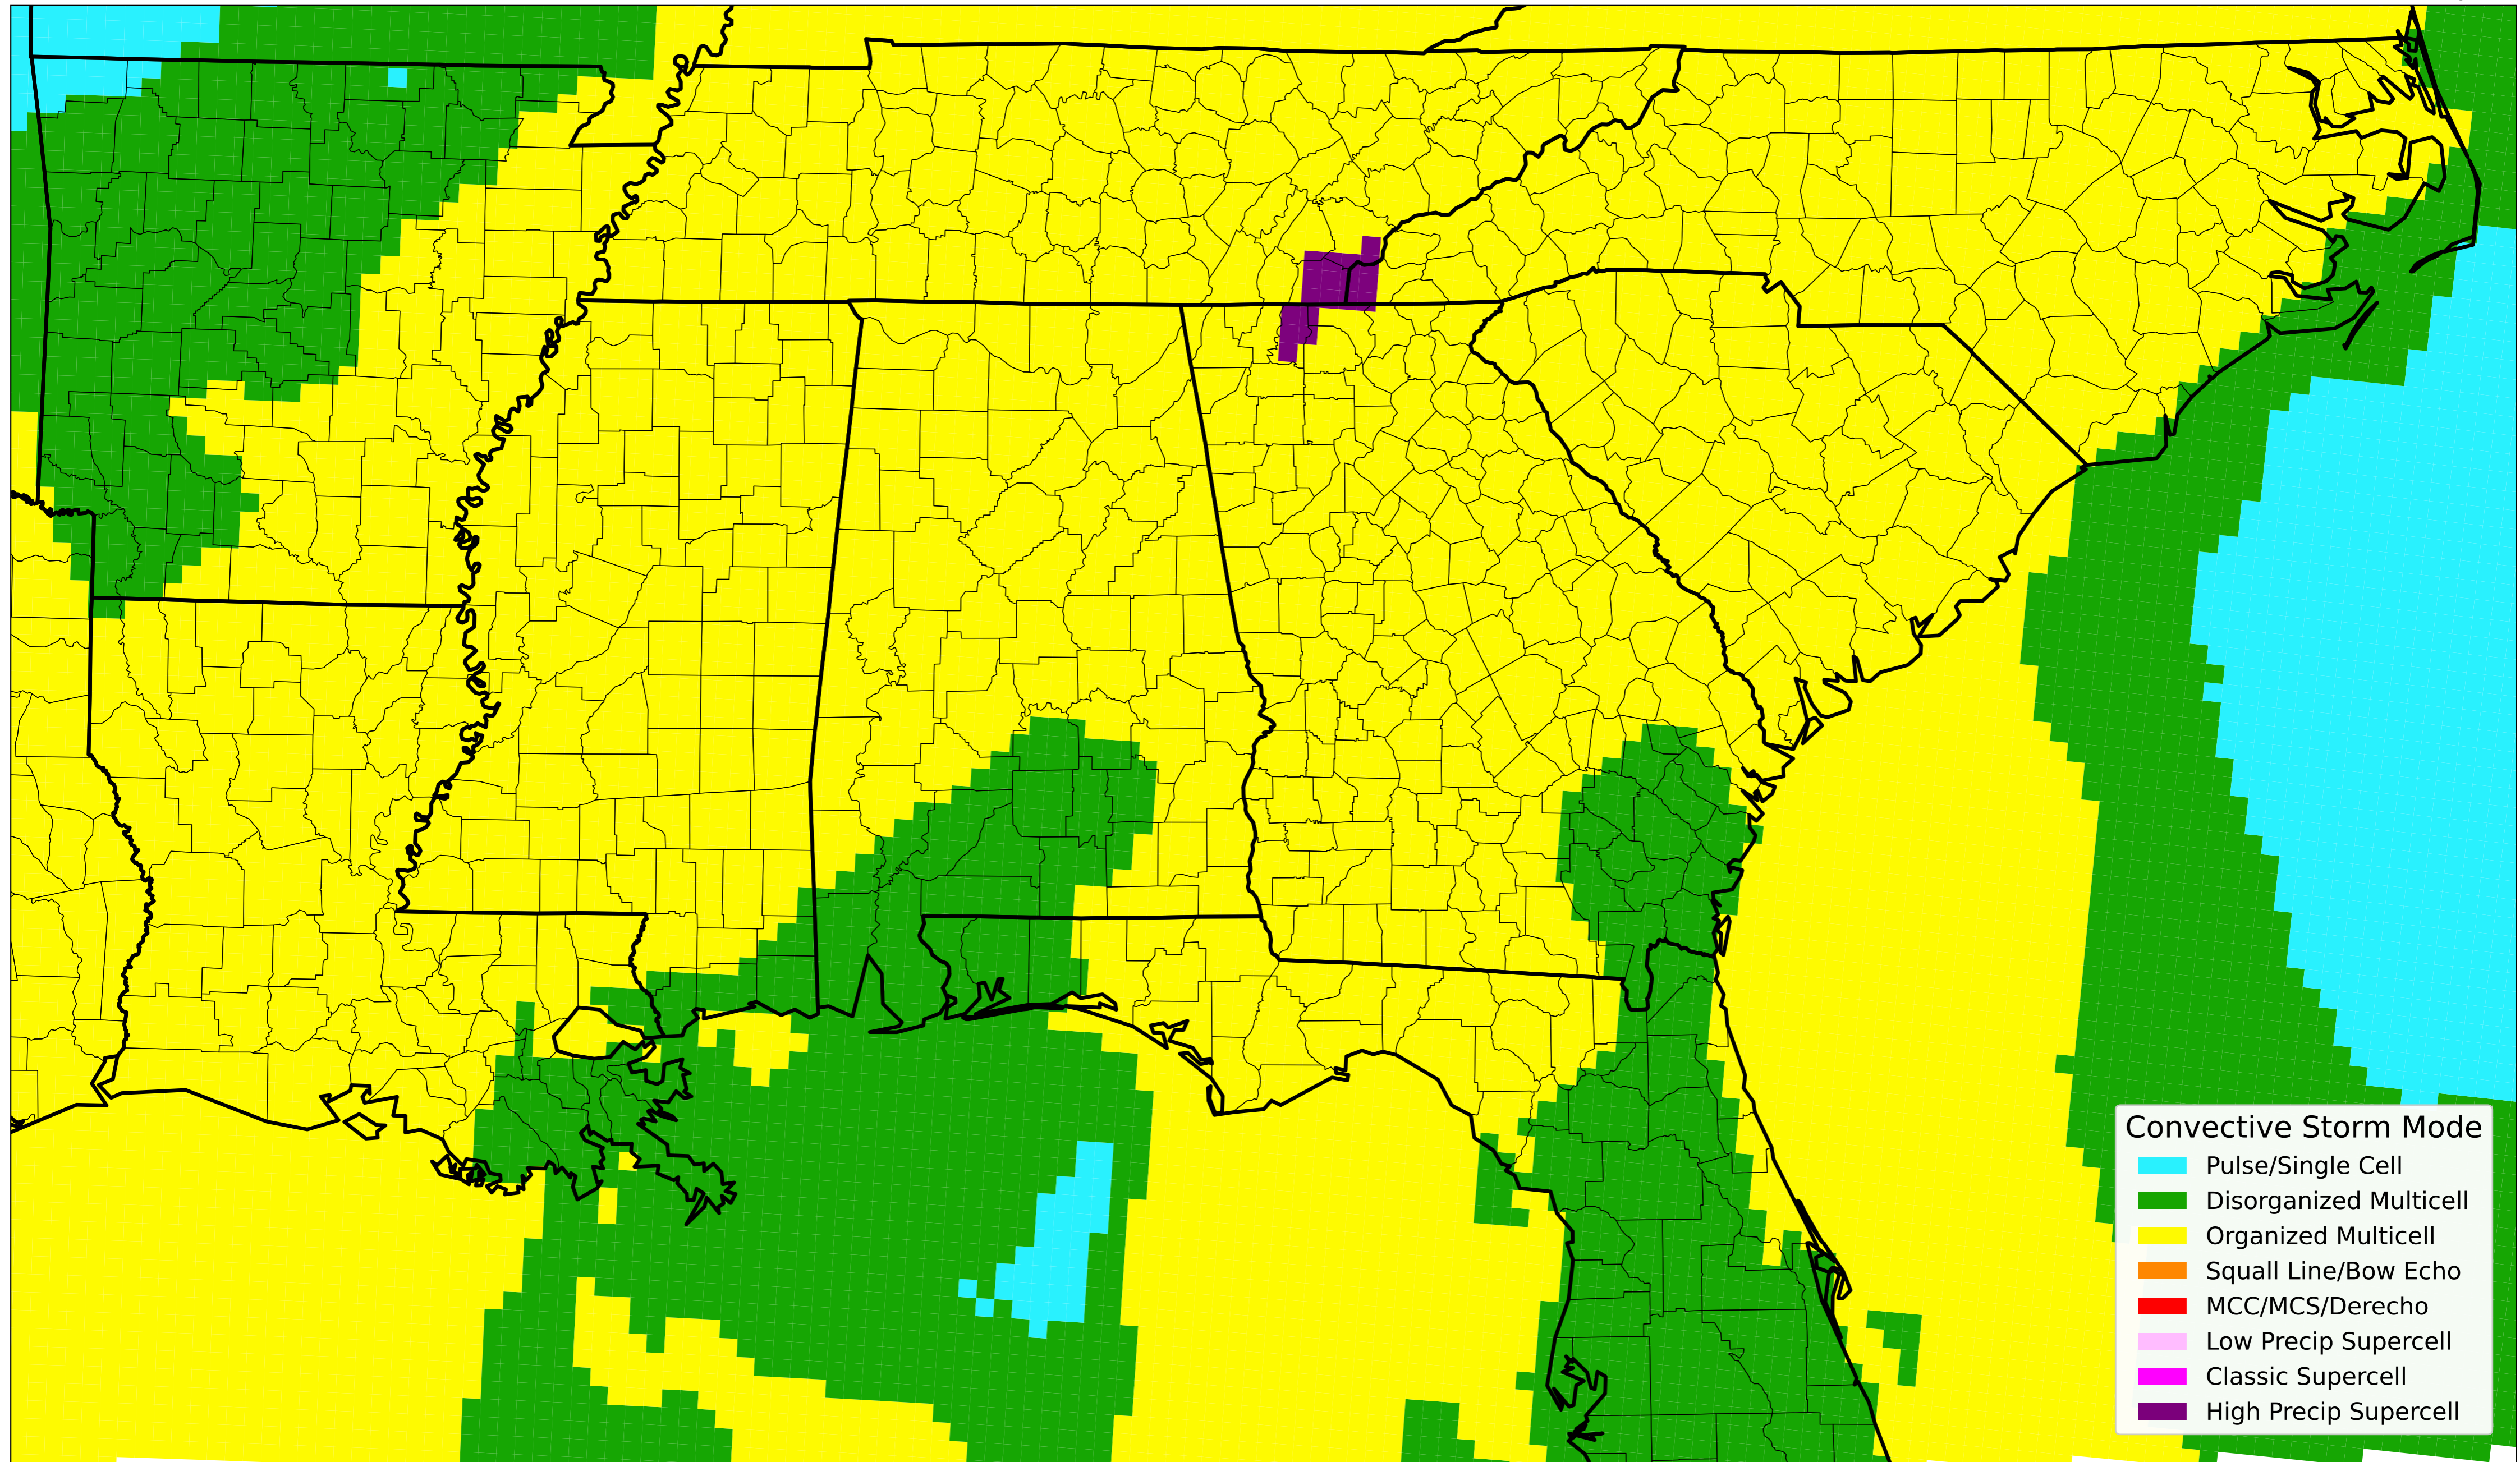 Convective Storm Mode
Pulse/Single Cell
Disorganized Multicell
Organized Multicell
Squall Line/Bow Echo
MCC/MCS/Derecho
Low Precip Supercell
Classic Supercell
High Precip Supercell